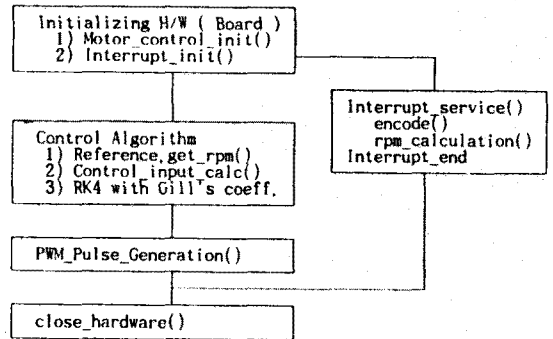 Initializing H/W ( Board )
1) Motor_control_init()
2) Interrupt_init()
Interrupt_service()
encode()
rpm_calculation()
Interrupt_end
Control Algorithm
1) Reference,get_rpm()
2) Control_input_calc()
3) RK4 with Gill's coeff.
PWM_Pulse_Generation()
close_hardware()